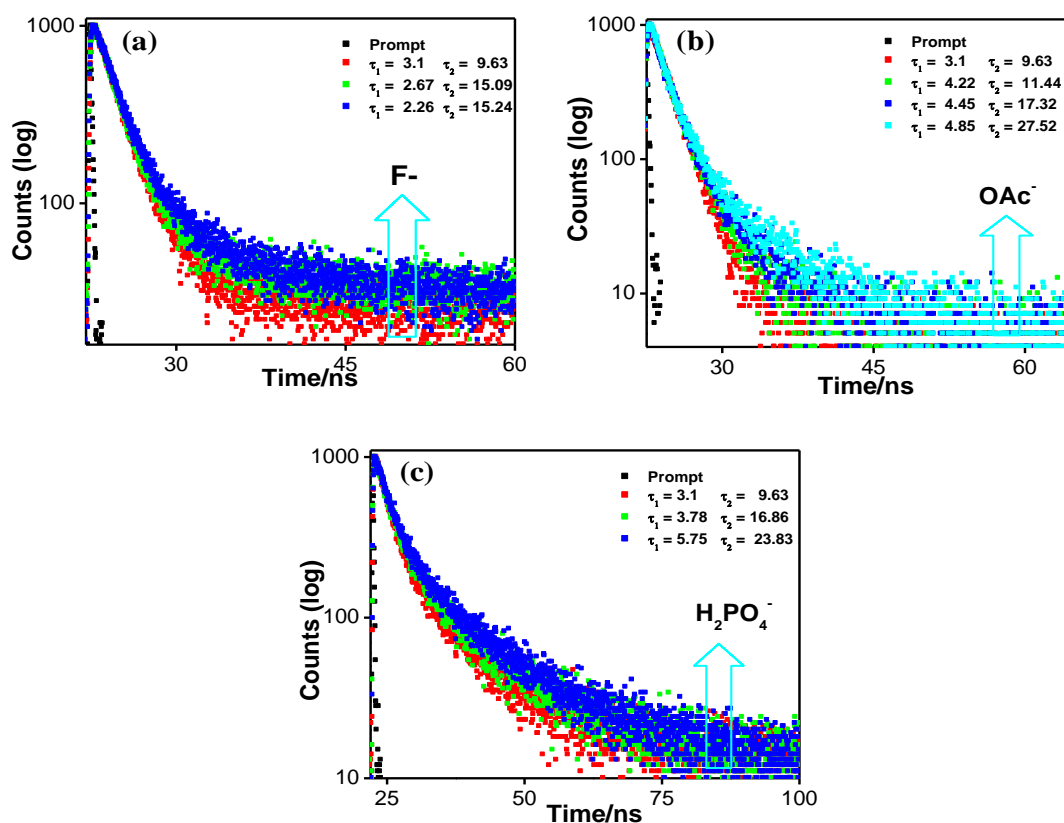 (a)
Prompt
τ₁ = 3.1 τ₂ = 9.63
τ₁ = 2.67 τ₂ = 15.09
τ₁ = 2.26 τ₂ = 15.24
F-
1000
100
Counts (log)
30 45 60
Time/ns
(b)
Prompt
τ₁ = 3.1 τ₂ = 9.63
τ₁ = 4.22 τ₂ = 11.44
τ₁ = 4.45 τ₂ = 17.32
τ₁ = 4.85 τ₂ = 27.52
OAc⁻
1000
100
10
Counts (log)
30 45 60
Time/ns
(c)
Prompt
τ₁ = 3.1 τ₂ = 9.63
τ₁ = 3.78 τ₂ = 16.86
τ₁ = 5.75 τ₂ = 23.83
H₂PO₄⁻
1000
100
10
Counts (log)
25 50 75 100
Time/ns